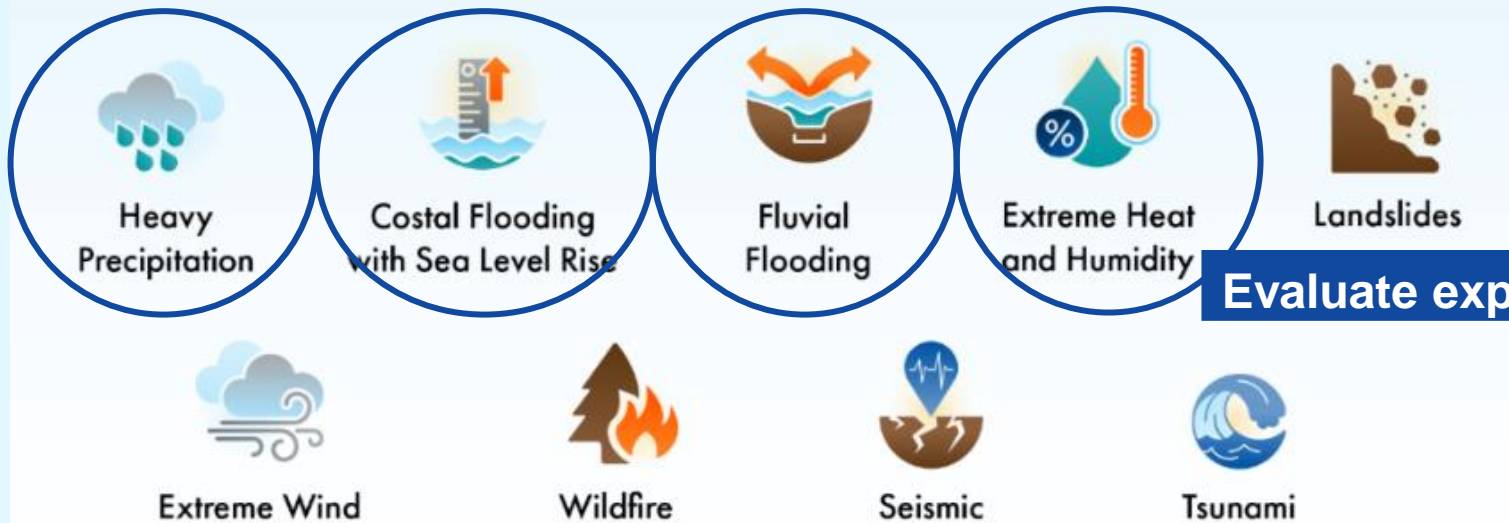 %
Heavy
Precipitation
Costal Flooding
with Sea Level Rise
Fluvial
Flooding
Extreme Heat
and Humidity
Landslides
Evaluate exp
Extreme Wind
Wildfire
Seismic
Tsunami